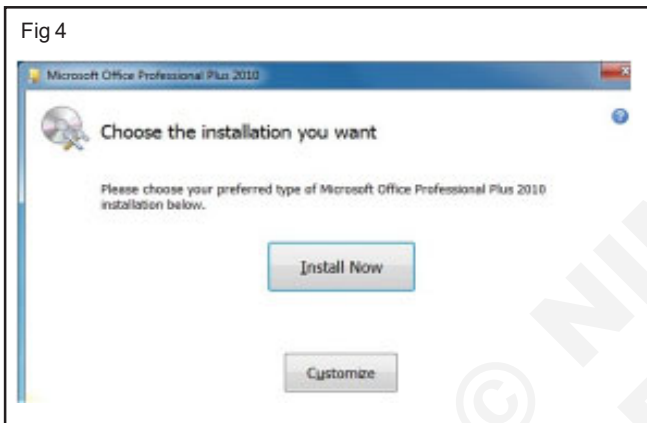 Fig 4
Microsoft Office Professional Plus 2010
Choose the installation you want
Please choose your preferred type of Microsoft Office Professional Plus 2010
installation below.
Install Now
Customize
©